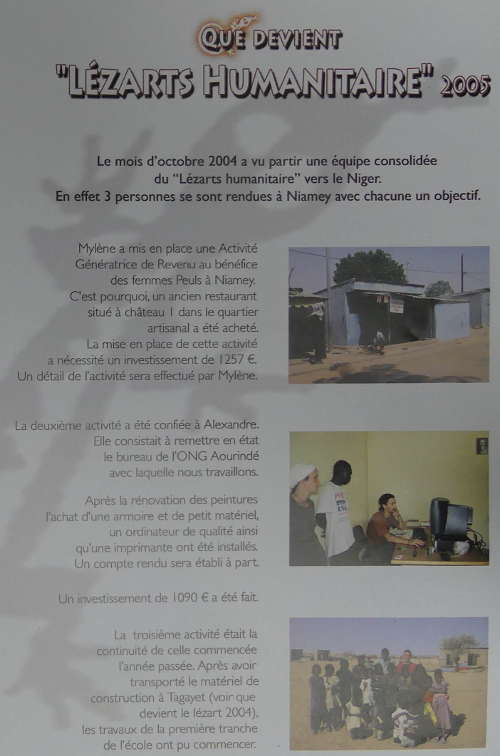 QUE DEVIENT
"LÉZARTS HUMANITAIRE" 2005
Le mois d'octobre 2004 a vu partir une équipe consolidée
du "Lézarts humanitaire" vers le Niger.
En effet 3 personnes se sont rendues à Niamey avec chacune un objectif.
Mylène a mis en place une Activité
Génératrice de Revenu au bénéfice
des femmes Peuls à Niamey.
C'est pourquoi, un ancien restaurant
situé à château 1 dans le quartier
artisanal a été acheté.
La mise en place de cette activité
a nécessité un investissement de 1257 €.
Un détail de l'activité sera effectué par Mylène.
La deuxième activité a été confiée à Alexandre.
Elle consistait à remettre en état
le bureau de l'ONG Aourindé
avec laquelle nous travaillons.
Après la rénovation des peintures
l'achat d'une armoire et de petit matériel,
un ordinateur de qualité ainsi
qu'une imprimante ont été installés.
Un compte rendu sera établi à part.
Un investissement de 1090 € a été fait.
La troisième activité était la
continuité de celle commencée
l'année passée. Après avoir
transporté le matériel de
construction à Tagayet (voir que
devient le lézart 2004),
les travaux de la première tranche
de l'école ont pu commencer.